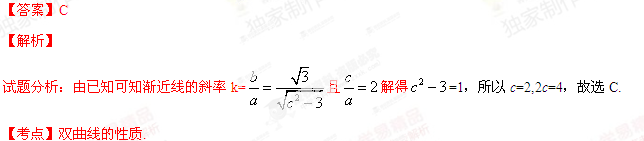 【答案】C
【解析】
试题分析：由已知可知渐近线的斜率 k= b/a = √3/√(c²−3) 且 c/a = 2 解得 c²−3=1，所以 c=2,2c=4，故选 C.
【考点】双曲线的性质.